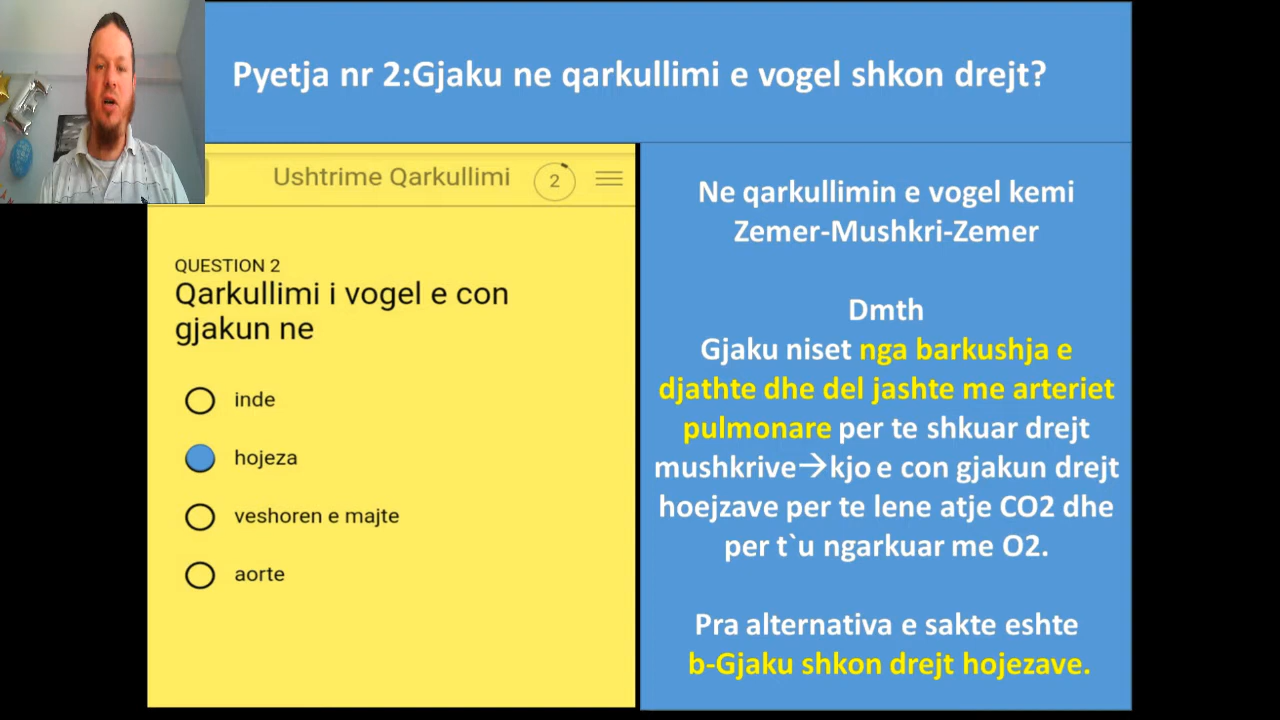 Pyetja nr 2:Gjaku ne qarkullimi e vogel shkon drejt?
Ushtrime Qarkullimi
2
QUESTION 2
Qarkullimi i vogel e con
gjakun ne
inde
hojeza
veshoren e majte
aorte
Ne qarkullimin e vogel kemi
Zemer-Mushkri-Zemer
Dmth
Gjaku niset nga barkushja e
djathte dhe del jashte me arteriet
pulmonare per te shkuar drejt
mushkrive→kjo e con gjakun drejt
hoejzave per te lene atje CO2 dhe
per t`u ngarkuar me O2.
Pra alternativa e sakte eshte
b-Gjaku shkon drejt hojezave.